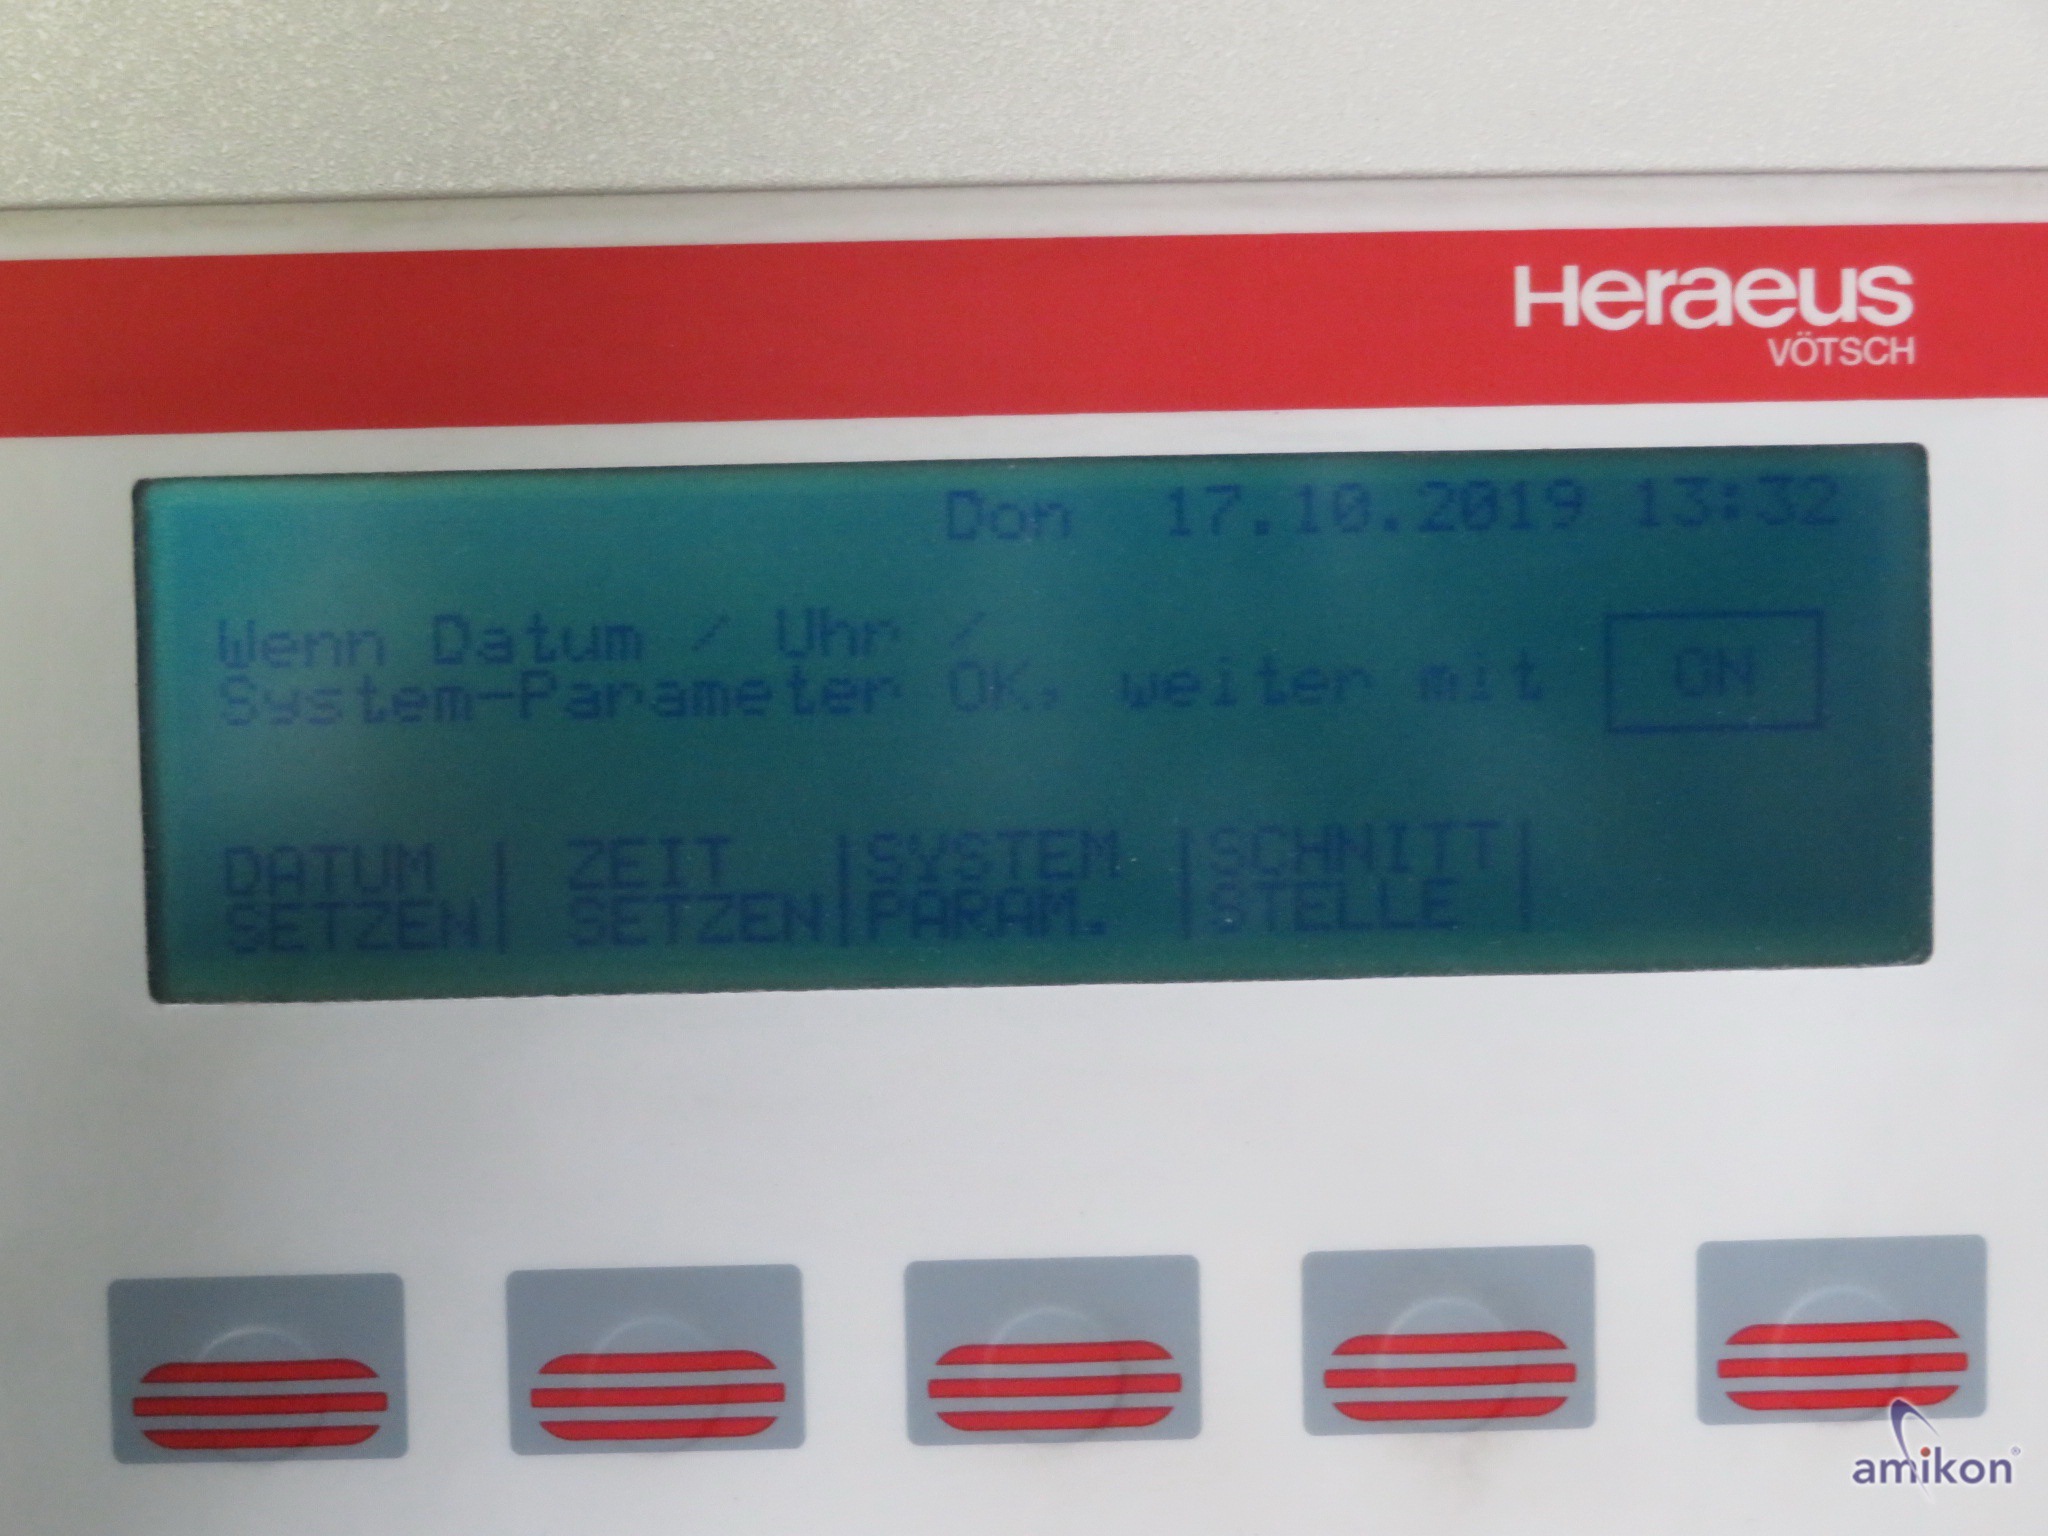 Heraeus
VÖTSCH
Don 17.10.2019 13:32
Wenn Datum / Uhr /
System-Parameter OK, weiter mit ON
DATUM | ZEIT | SYSTEM | SCHNITT |
SETZEN | SETZEN | PARAM. | STELLE |
amikon®